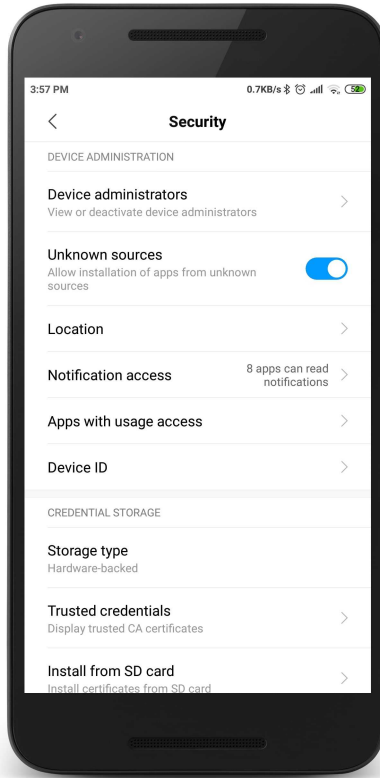 3:57 PM 0.7KB/s 52
Security
DEVICE ADMINISTRATION
Device administrators
View or deactivate device administrators
Unknown sources
Allow installation of apps from unknown
sources
Location
Notification access 8 apps can read
notifications
Apps with usage access
Device ID
CREDENTIAL STORAGE
Storage type
Hardware-backed
Trusted credentials
Display trusted CA certificates
Install from SD card
Install certificates from SD card